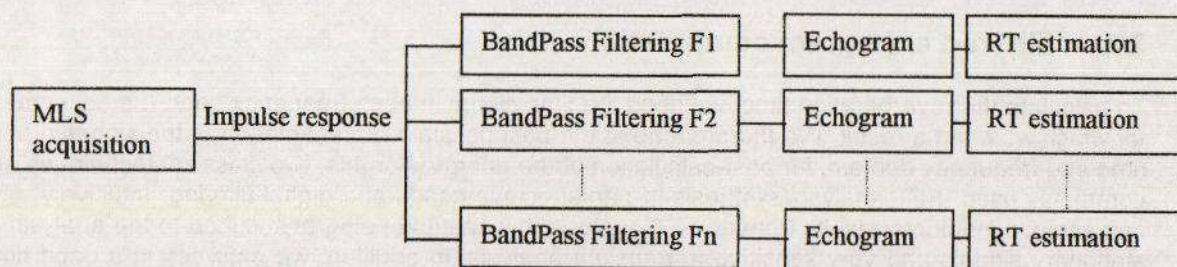 BandPass Filtering F1 Echogram RT estimation
MLS acquisition Impulse response BandPass Filtering F2 Echogram RT estimation
BandPass Filtering Fn Echogram RT estimation